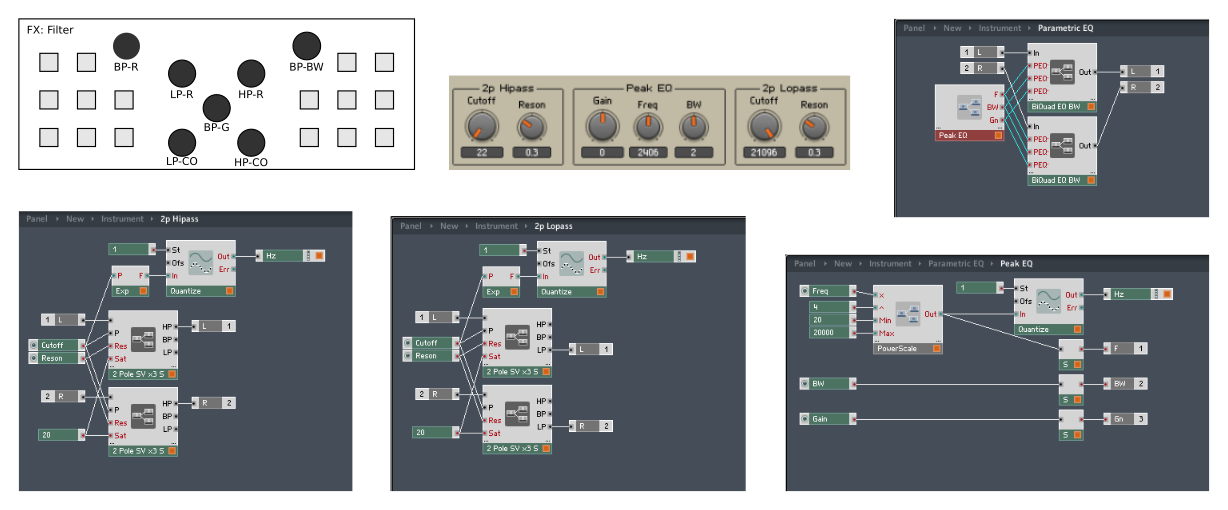 FX: Filter
BP-R
BP-BW
LP-R
HP-R
BP-G
LP-CO
HP-CO
2p Hipass
Cutoff
Reson
22
0.3
Peak EQ
Gain
Freq
BW
0
2406
2
2p Lopass
Cutoff
Reson
21096
0.3
Panel New Instrument Parametric EQ
1 L
2 R
In
PEQ
PEQ
PEQ
Out
BiQuad EQ BW
L 1
R 2
F
BW
Gn
Peak EQ
In
PEQ
PEQ
PEQ
Out
BiQuad EQ BW
Panel New Instrument 2p Hipass
1
St
Ofs
In
Out
Err
Quantize
Hz
P F
Exp
1 L
Cutoff
Reson
P
Res
Sat
HP
BP
LP
2 Pole SV x3 S
L 1
2 R
20
P
Res
Sat
HP
BP
LP
2 Pole SV x3 S
R 2
Panel New Instrument 2p Lopass
1
St
Ofs
In
Out
Err
Quantize
Hz
P F
Exp
1 L
Cutoff
Reson
P
Res
Sat
HP
BP
LP
2 Pole SV x3 S
L 1
2 R
20
P
Res
Sat
HP
BP
LP
2 Pole SV x3 S
R 2
Panel New Instrument Parametric EQ Peak EQ
Freq
4
20
20000
x
^
Min
Max
Out
PowerScale
1
St
Ofs
In
Out
Err
Quantize
Hz
S
F 1
BW
S
BW 2
Gain
S
Gn 3